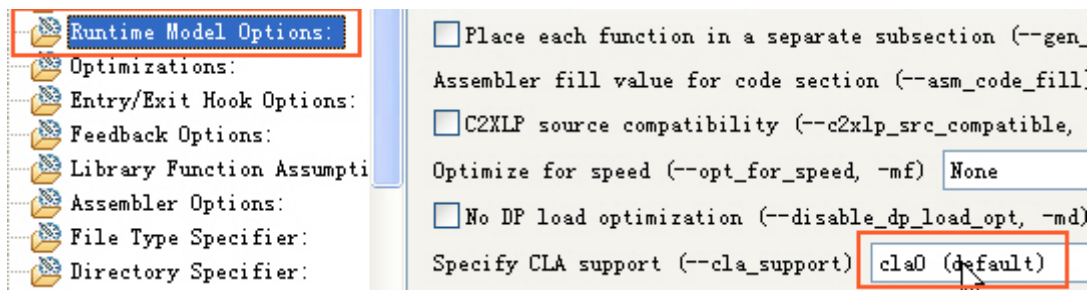 Runtime Model Options:
Optimizations:
Entry/Exit Hook Options:
Feedback Options:
Library Function Assumpti
Assembler Options:
File Type Specifier:
Directory Specifier:
Place each function in a separate subsection (--gen_
Assembler fill value for code section (--asm_code_fill)
C2XLP source compatibility (--c2xlp_src_compatible,
Optimize for speed (--opt_for_speed, -mf) None
No DP load optimization (--disable_dp_load_opt, -md)
Specify CLA support (--cla_support) cla0 (default)